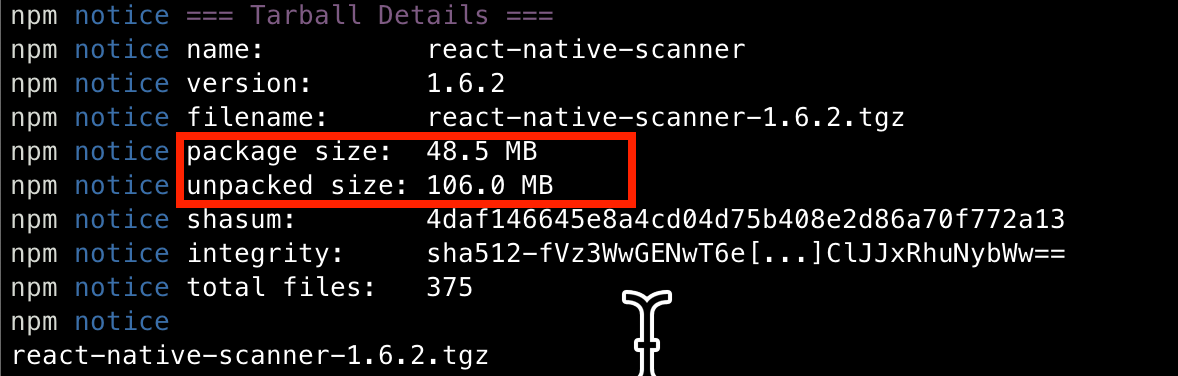 npm notice === Tarball Details ===
npm notice name: react-native-scanner
npm notice version: 1.6.2
npm notice filename: react-native-scanner-1.6.2.tgz
npm notice package size: 48.5 MB
npm notice unpacked size: 106.0 MB
npm notice shasum: 4daf146645e8a4cd04d75b408e2d86a70f772a13
npm notice integrity: sha512-fVz3WwGENwT6e[...]ClJJxRhuNybWw==
npm notice total files: 375
npm notice
react-native-scanner-1.6.2.tgz